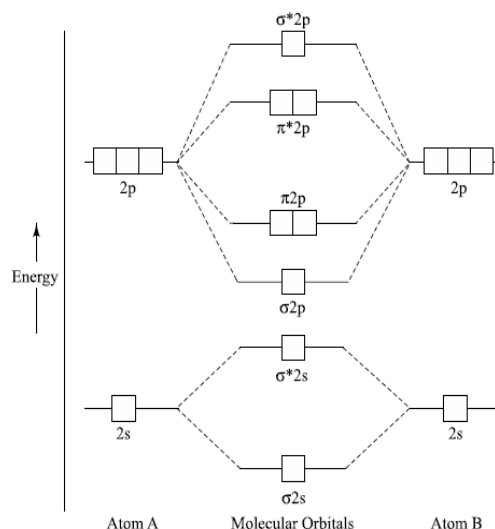 σ*2p
π*2p
2p
2p
π2p
Energy
σ2p
σ*2s
2s
2s
σ2s
Atom A
Molecular Orbitals
Atom B